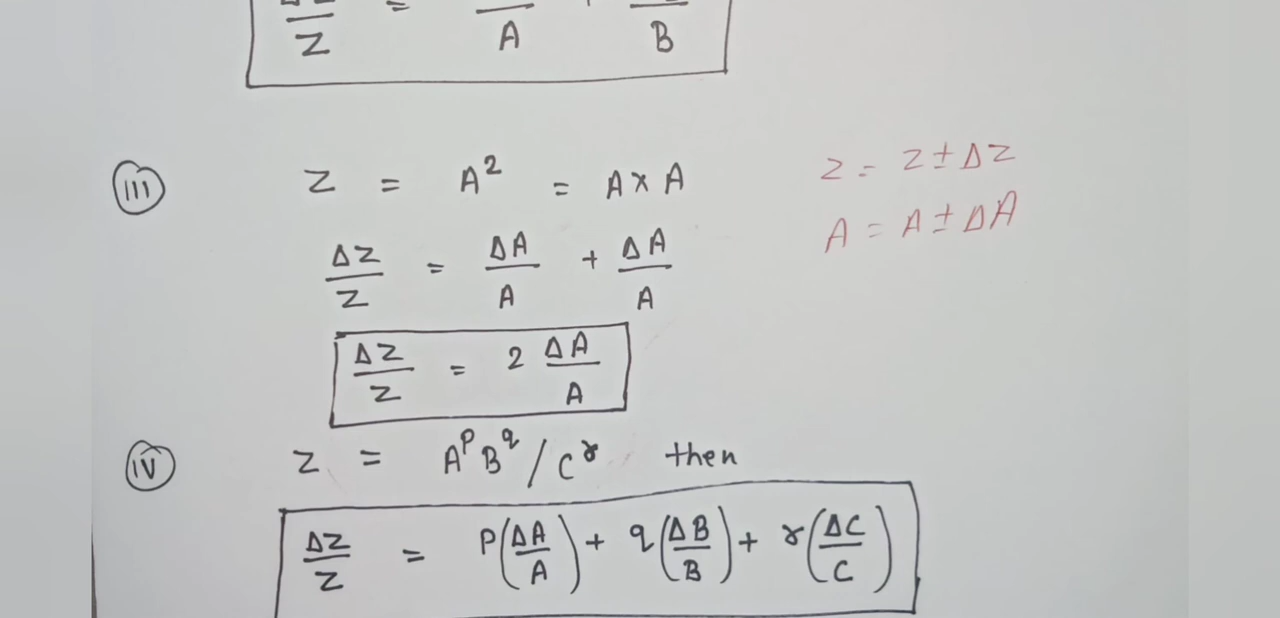 Z = A + B
(III) Z = A² = A × A
Z = Z ± ΔZ
A = A ± ΔA
ΔZ/Z = ΔA/A + ΔA/A
ΔZ/Z = 2 ΔA/A
(IV) Z = A^p B^q / C^r then
ΔZ/Z = p(ΔA/A) + q(ΔB/B) + r(ΔC/C)